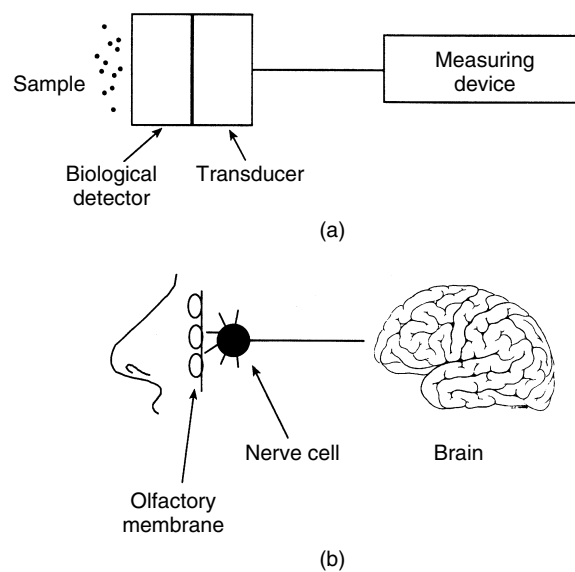 Measuring
device
Sample
Biological
detector
Transducer
(a)
Nerve cell
Brain
Olfactory
membrane
(b)